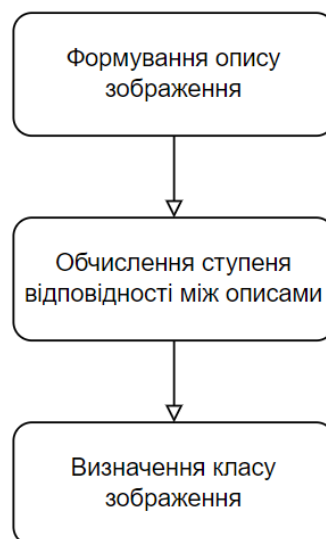 Формування опису
зображення
Обчислення ступеня
відповідності між описами
Визначення класу
зображення